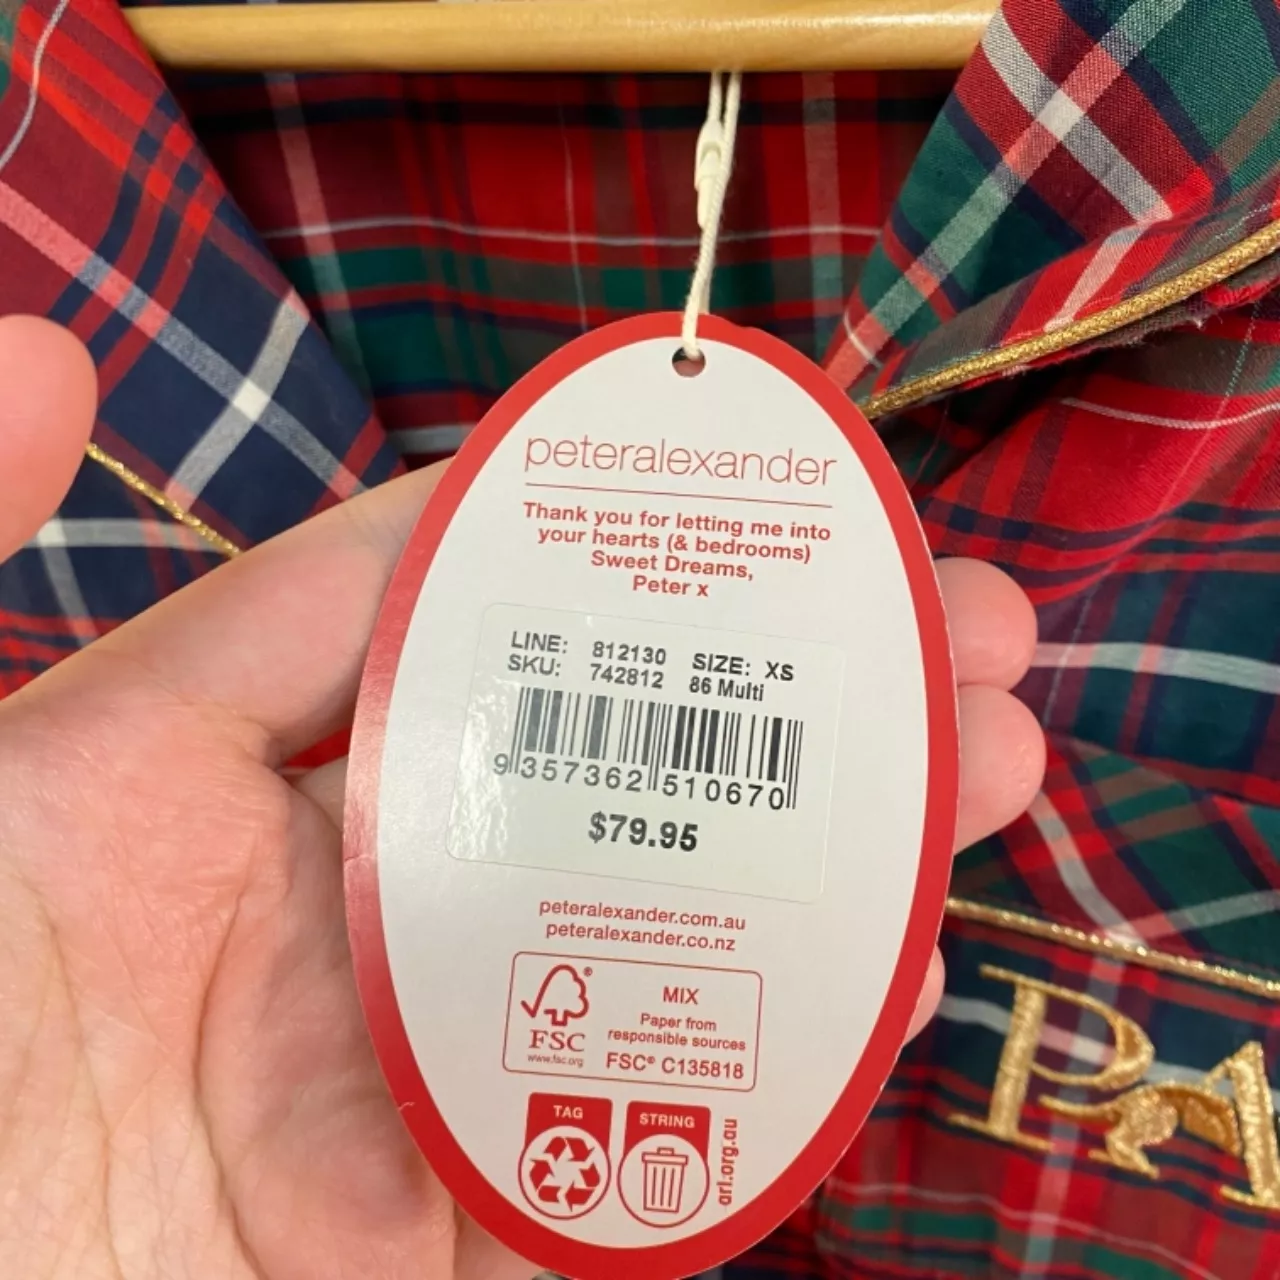 peteralexander
Thank you for letting me into
your hearts (& bedrooms)
Sweet Dreams,
Peter x
LINE: 812130 SIZE: XS
SKU: 742812 86 Multi
9 357362 510670
$79.95
peteralexander.com.au
peteralexander.co.nz
FSC®
www.fsc.org
MIX
Paper from
responsible sources
FSC® C135818
TAG
STRING
arl.org.au
PA